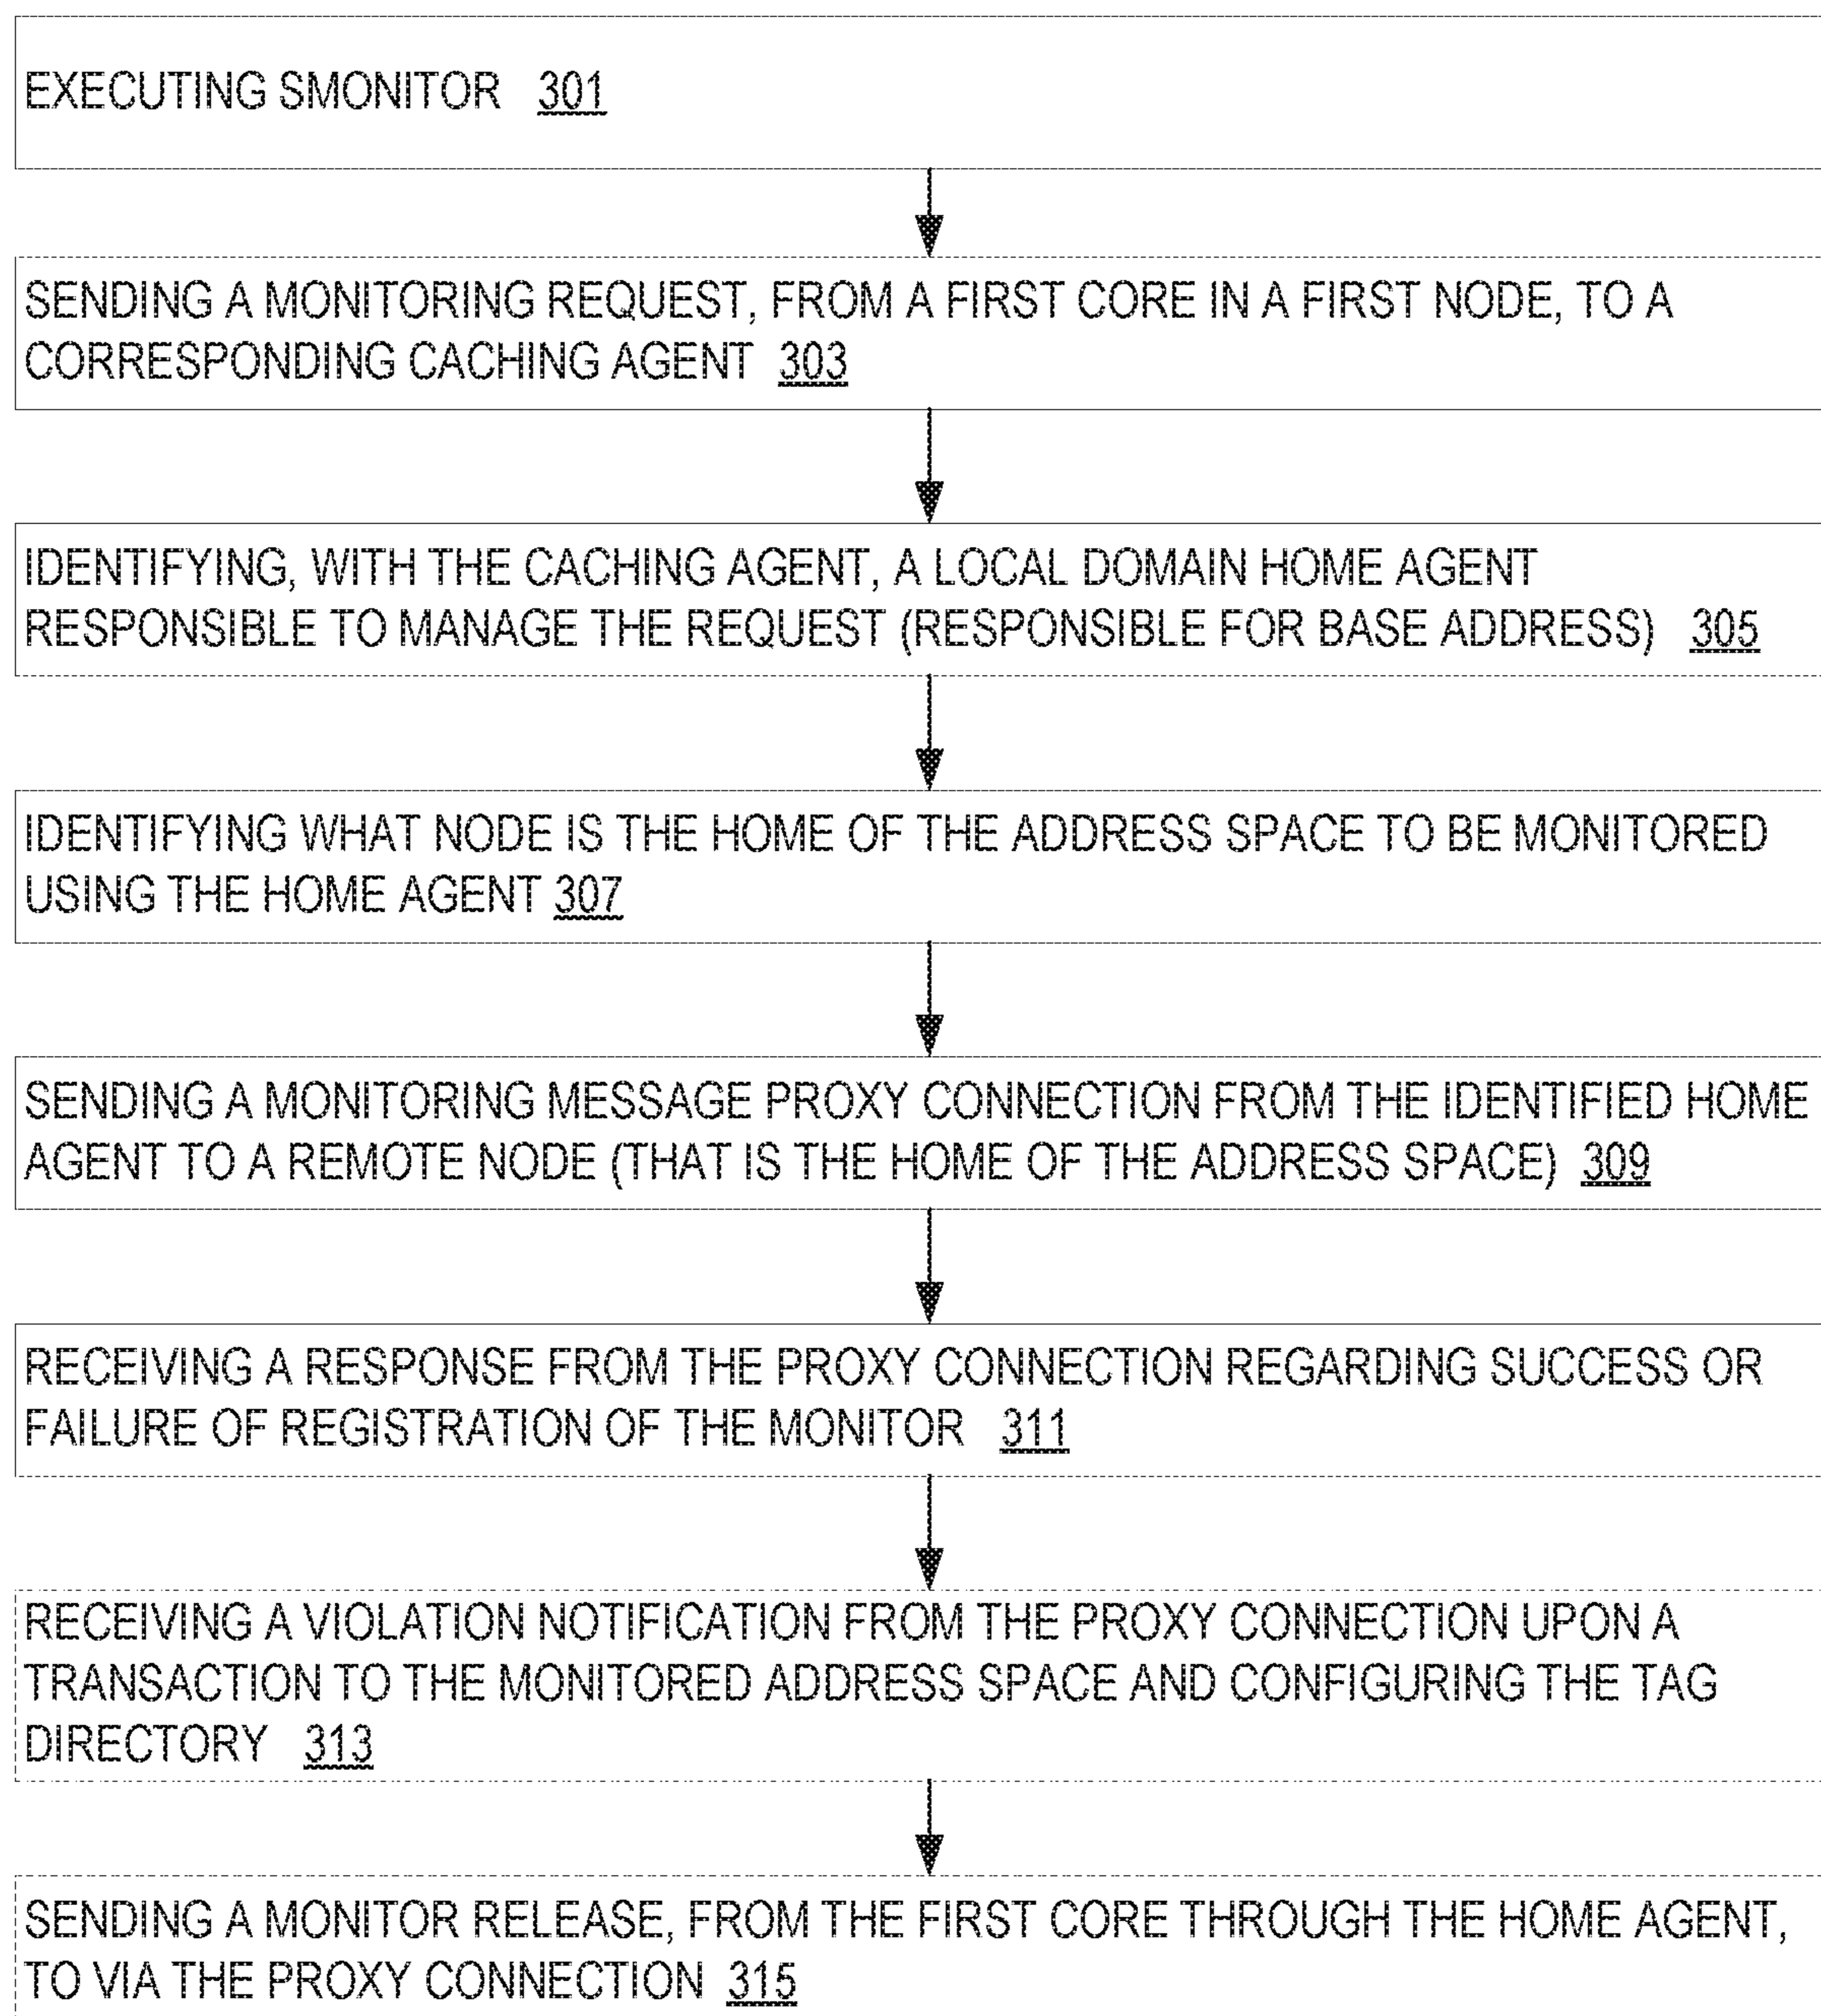 EXECUTING SMONITOR 301
SENDING A MONITORING REQUEST, FROM A FIRST CORE IN A FIRST NODE, TO A
CORRESPONDING CACHING AGENT 303
IDENTIFYING, WITH THE CACHING AGENT, A LOCAL DOMAIN HOME AGENT
RESPONSIBLE TO MANAGE THE REQUEST (RESPONSIBLE FOR BASE ADDRESS) 305
IDENTIFYING WHAT NODE IS THE HOME OF THE ADDRESS SPACE TO BE MONITORED
USING THE HOME AGENT 307
SENDING A MONITORING MESSAGE PROXY CONNECTION FROM THE IDENTIFIED HOME
AGENT TO A REMOTE NODE (THAT IS THE HOME OF THE ADDRESS SPACE) 309
RECEIVING A RESPONSE FROM THE PROXY CONNECTION REGARDING SUCCESS OR
FAILURE OF REGISTRATION OF THE MONITOR 311
RECEIVING A VIOLATION NOTIFICATION FROM THE PROXY CONNECTION UPON A
TRANSACTION TO THE MONITORED ADDRESS SPACE AND CONFIGURING THE TAG
DIRECTORY 313
SENDING A MONITOR RELEASE, FROM THE FIRST CORE THROUGH THE HOME AGENT,
TO VIA THE PROXY CONNECTION 315